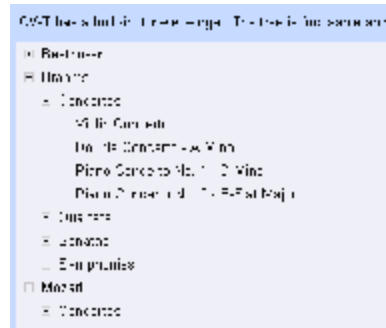 Beethoven
Brahms
Concertos
Violin Concerto
Double Concerto - A Minor
Piano Concerto No. 1 - D Minor
Piano Concerto No. 2 - B-Flat Major
Quartets
Sonatas
Symphonies
Mozart
Concertos